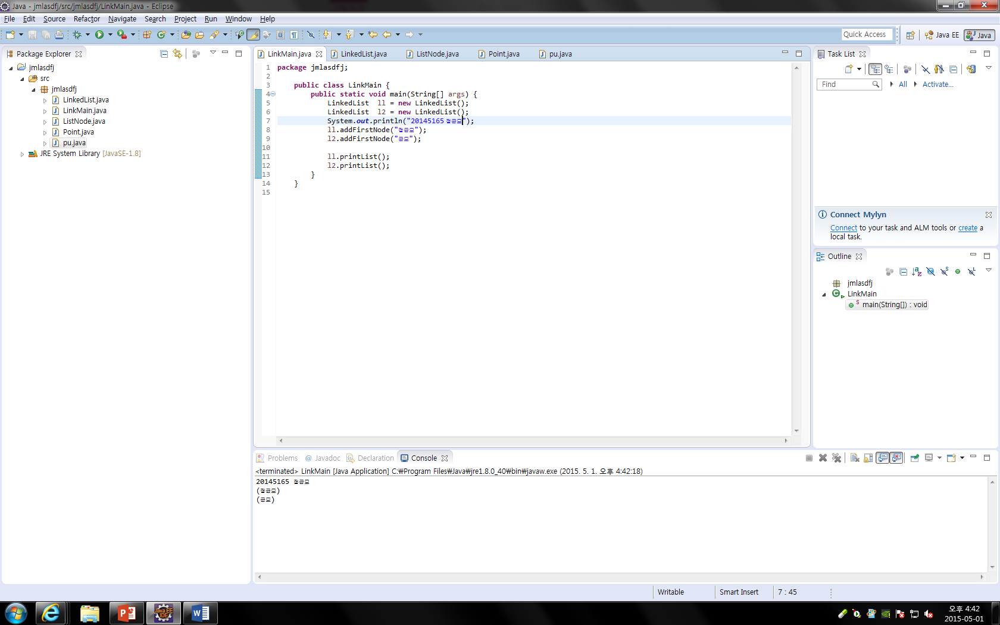 Java - jmlasdfj/src/jmlasdfj/LinkMain.java - Eclipse
File Edit Source Refactor Navigate Search Project Run Window Help
Quick Access
Java EE
Java
Package Explorer
jmlasdfj
src
jmlasdfj
LinkedList.java
LinkMain.java
ListNode.java
Point.java
pu.java
JRE System Library [JavaSE-1.8]
LinkMain.java LinkedList.java ListNode.java Point.java pu.java
1 package jmlasdfj;
2
3 public class LinkMain {
4 public static void main(String[] args) {
5 LinkedList l1 = new LinkedList();
6 LinkedList l2 = new LinkedList();
7 System.out.println("20145165 ");
8 l1.addFirstNode("");
9 l2.addFirstNode("");
10
11 l1.printList();
12 l2.printList();
13 }
14 }
15
Task List
Find
All
Activate...
Connect Mylyn
Connect to your task and ALM tools or create a
local task.
Outline
jmlasdfj
LinkMain
main(String[]) : void
Problems Javadoc Declaration Console
<terminated> LinkMain [Java Application] C:₩Program Files₩Java₩jre1.8.0_40₩bin₩javaw.exe (2015. 5. 1. 오후 4:42:18)
20145165
Writable
Smart Insert
7 : 45
오후 4:42
2015-05-01